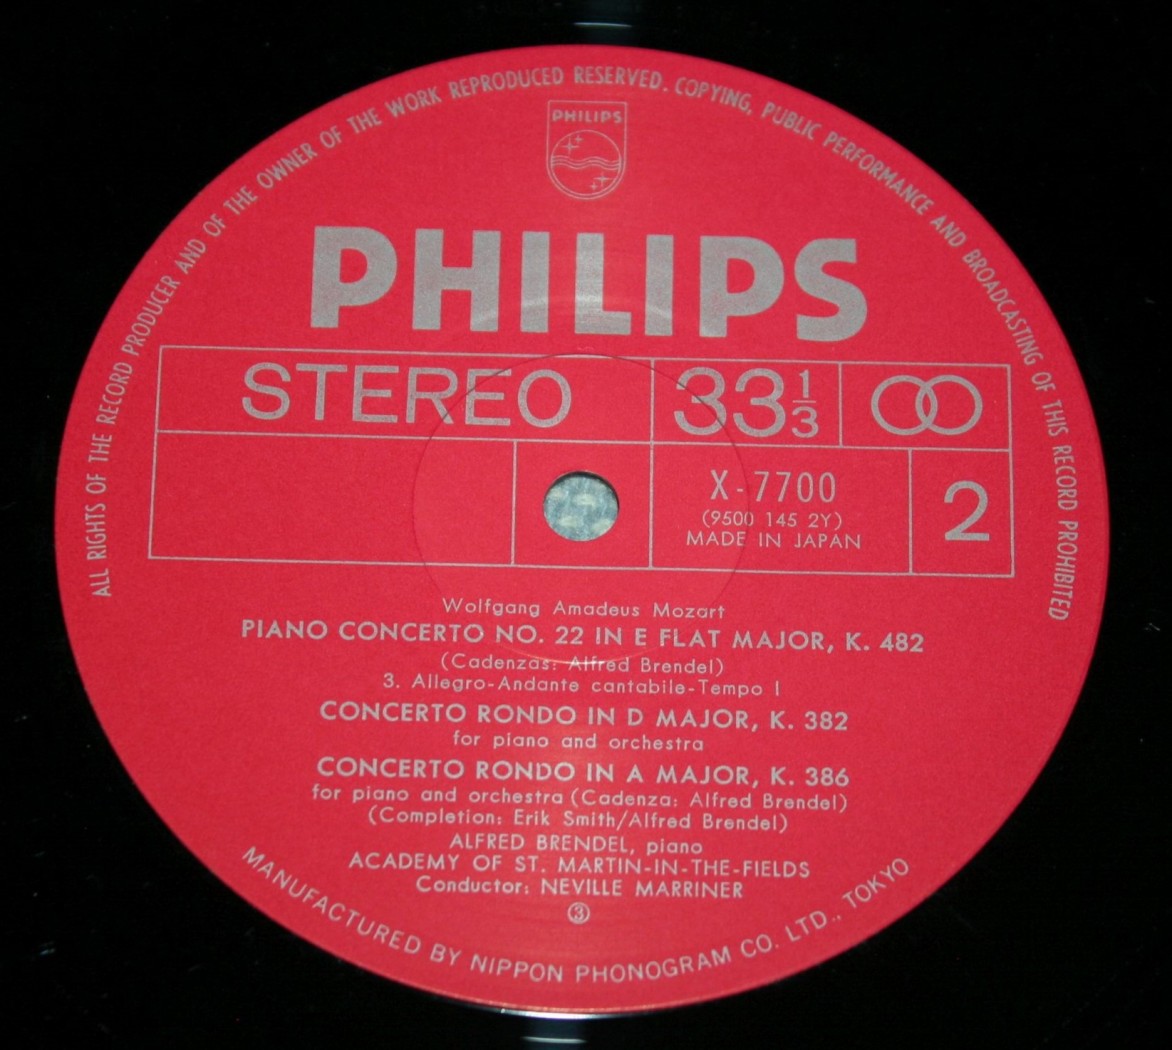 ALL RIGHTS OF THE RECORD PRODUCER AND OF THE OWNER OF THE WORK REPRODUCED RESERVED. COPYING, PUBLIC PERFORMANCE AND BROADCASTING OF THIS RECORD PROHIBITED
PHILIPS
PHILIPS
STEREO 33 1/3
X-7700
(9500 145 2Y)
MADE IN JAPAN
2
Wolfgang Amadeus Mozart
PIANO CONCERTO NO. 22 IN E FLAT MAJOR, K. 482
(Cadenzas: Alfred Brendel)
3. Allegro-Andante cantabile-Tempo I
CONCERTO RONDO IN D MAJOR, K. 382
for piano and orchestra
CONCERTO RONDO IN A MAJOR, K. 386
for piano and orchestra (Cadenza: Alfred Brendel)
(Completion: Erik Smith/Alfred Brendel)
ALFRED BRENDEL, piano
ACADEMY OF ST. MARTIN-IN-THE-FIELDS
Conductor: NEVILLE MARRINER
③
MANUFACTURED BY NIPPON PHONOGRAM CO. LTD., TOKYO